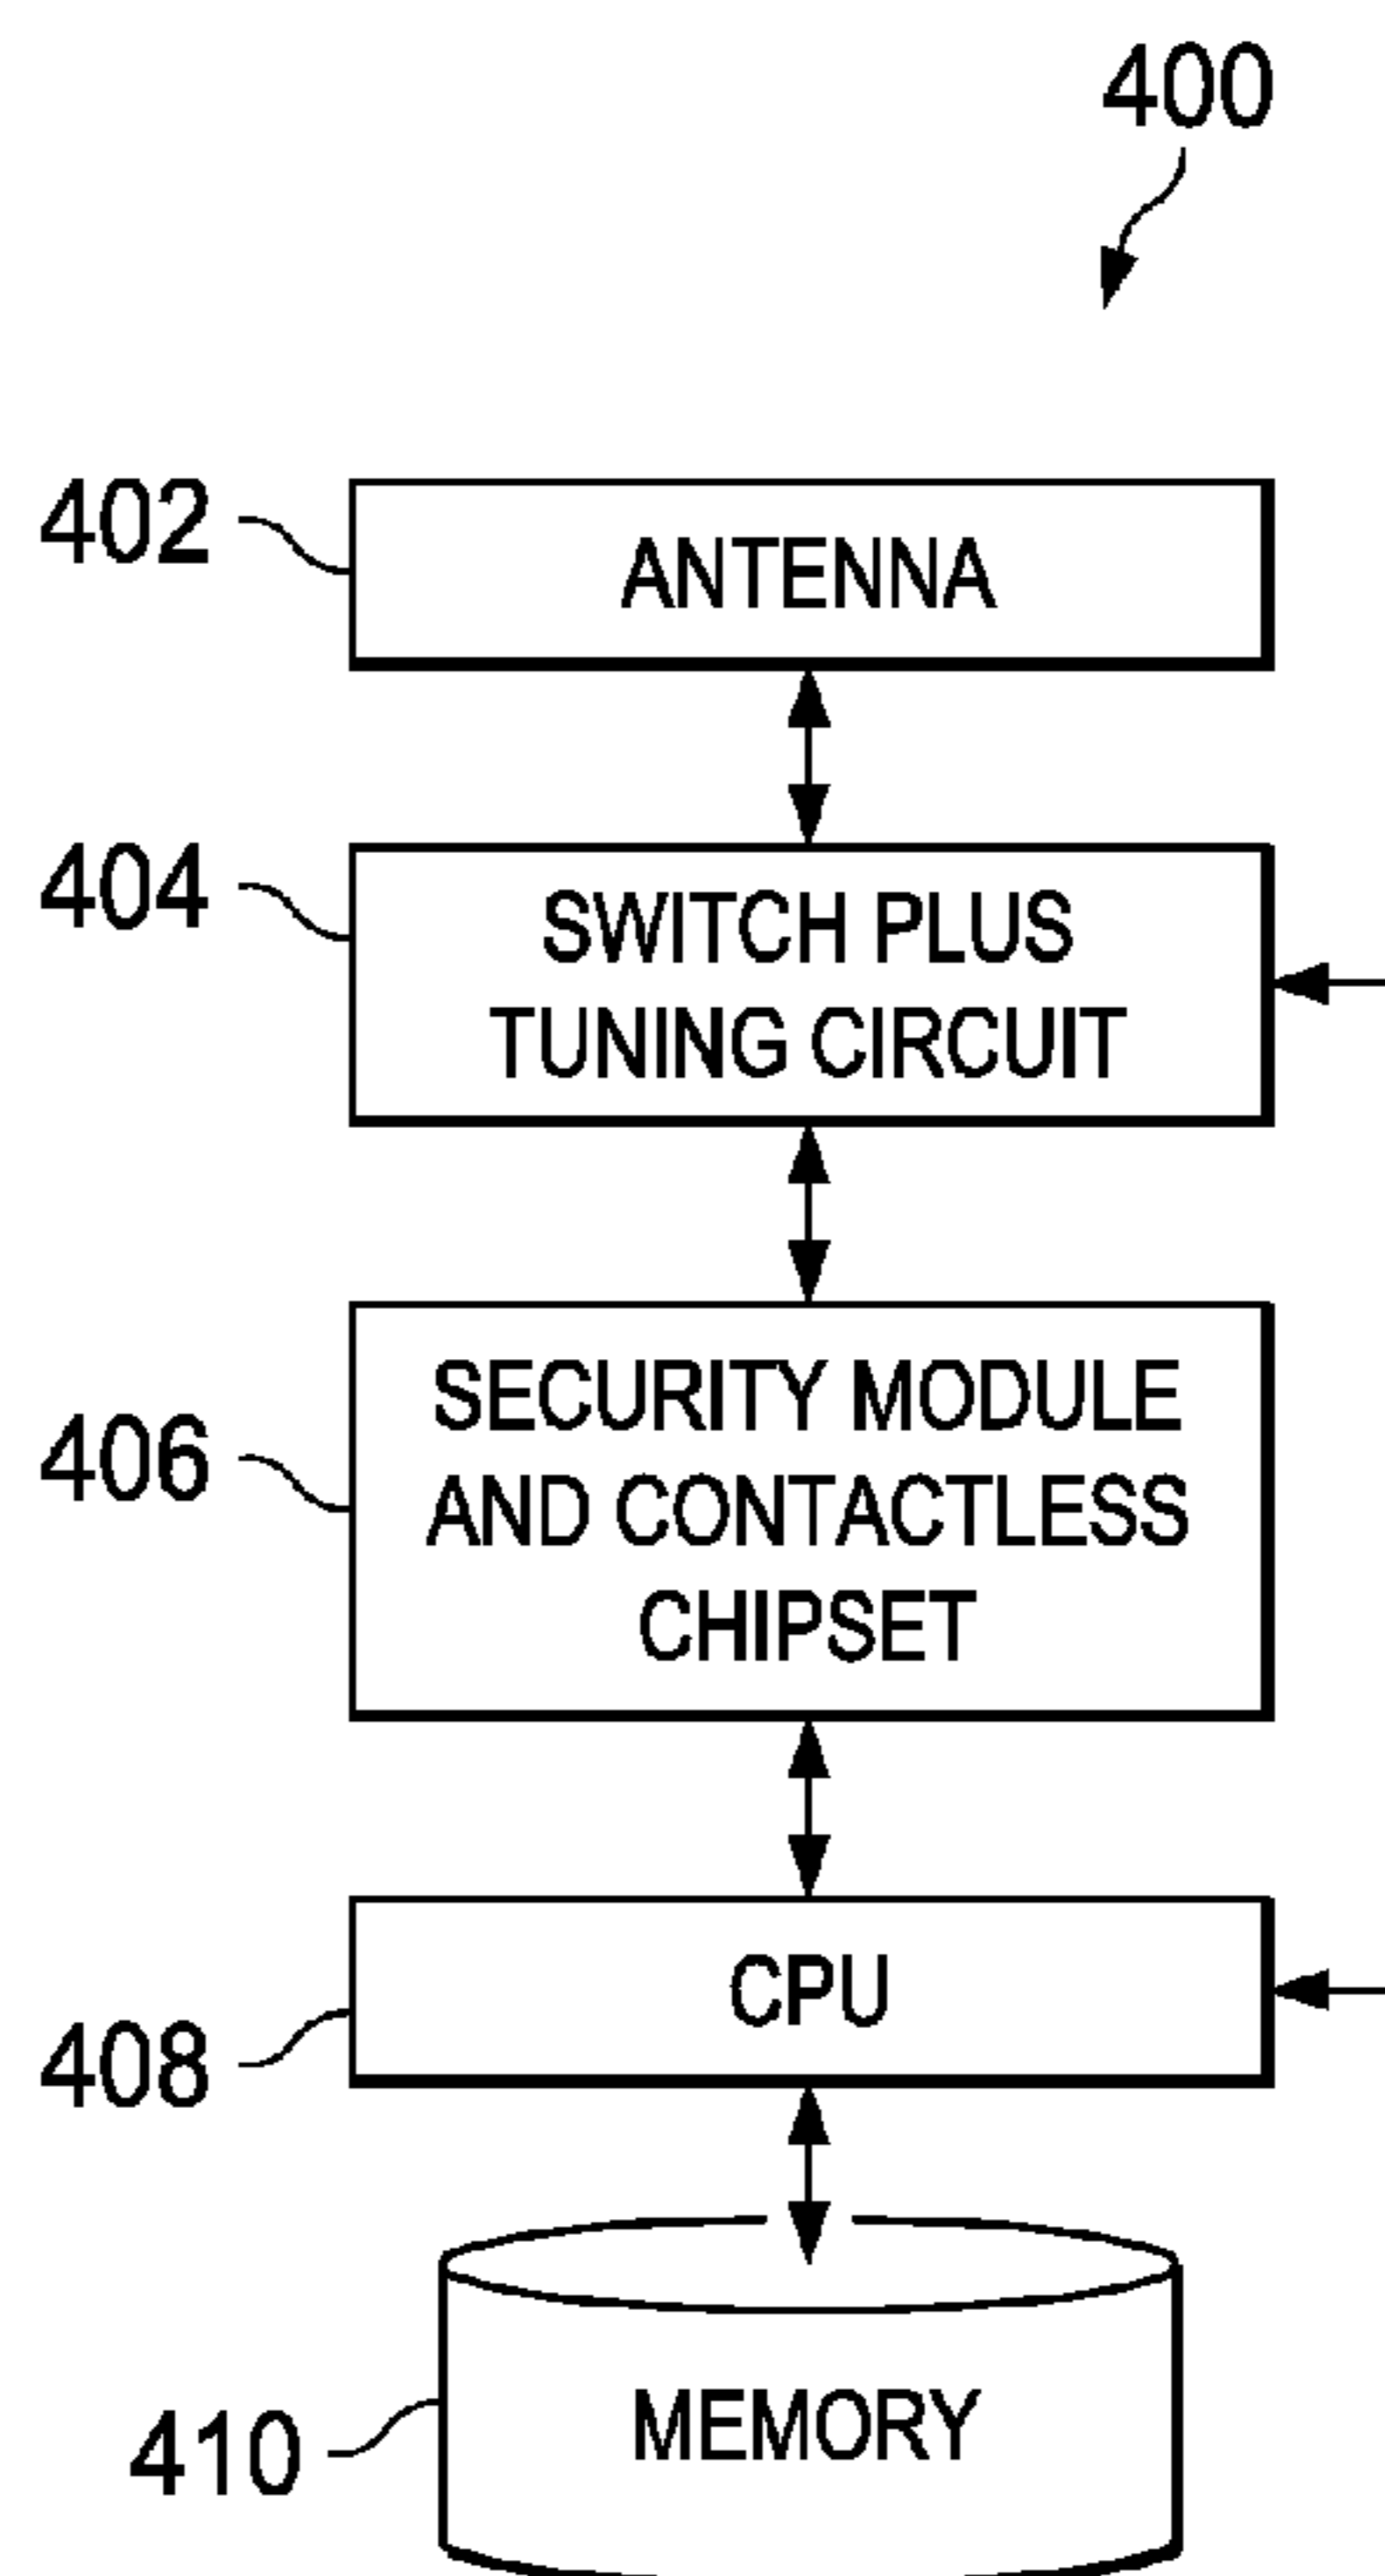 400
402
ANTENNA
404
SWITCH PLUS
TUNING CIRCUIT
406
SECURITY MODULE
AND CONTACTLESS
CHIPSET
408
CPU
410
MEMORY